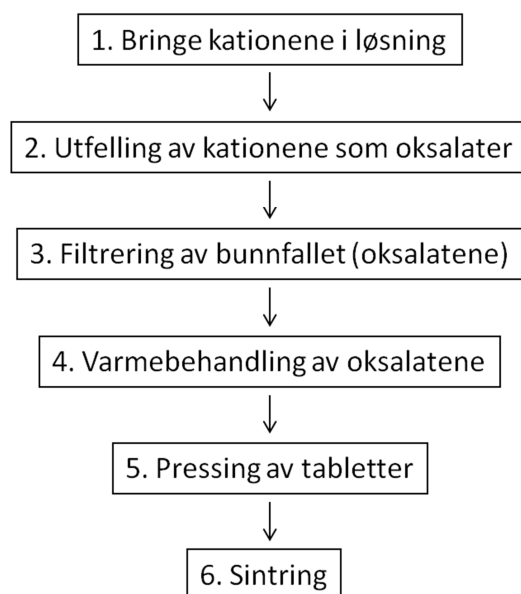 1. Bringe kationene i løsning
2. Utfelling av kationene som oksalater
3. Filtrering av bunnfallet (oksalatene)
4. Varmebehandling av oksalatene
5. Pressing av tabletter
6. Sintring